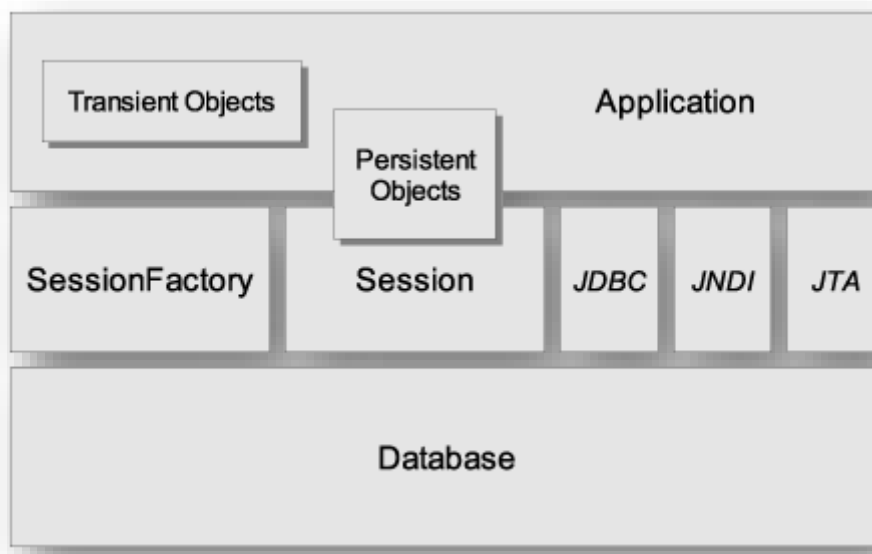 Transient Objects
Application
Persistent
Objects
SessionFactory
Session
JDBC
JNDI
JTA
Database